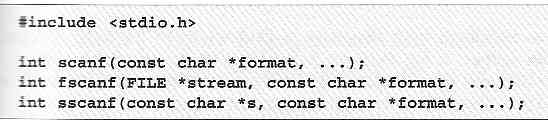 #include <stdio.h>
int scanf(const char *format, ...);
int fscanf(FILE *stream, const char *format, ...);
int sscanf(const char *s, const char *format, ...);